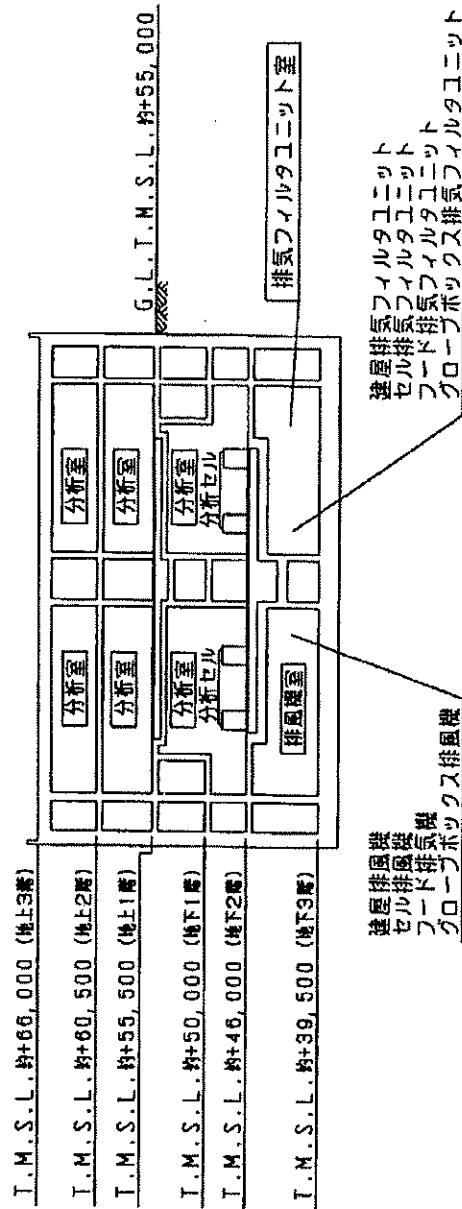 T.M.S.L.約+66,000 (地上3階)
T.M.S.L.約+60,500 (地上2階)
T.M.S.L.約+55,500 (地上1階)
T.M.S.L.約+50,000 (地下1階)
T.M.S.L.約+46,000 (地下2階)
T.M.S.L.約+39,500 (地下3階)
G.L.T.M.S.L.約+55,000
分析室
分析室
分析室
分析室
分析室
分析セル
分析室
分析セル
排風機室
排気フィルタユニット室
建屋排風機
セル排風機
フード排気機
グローブボックス排風機
建屋排気フィルタユニット
セル排気フィルタユニット
フード排気フィルタユニット
グローブボックス排気フィルタユニット